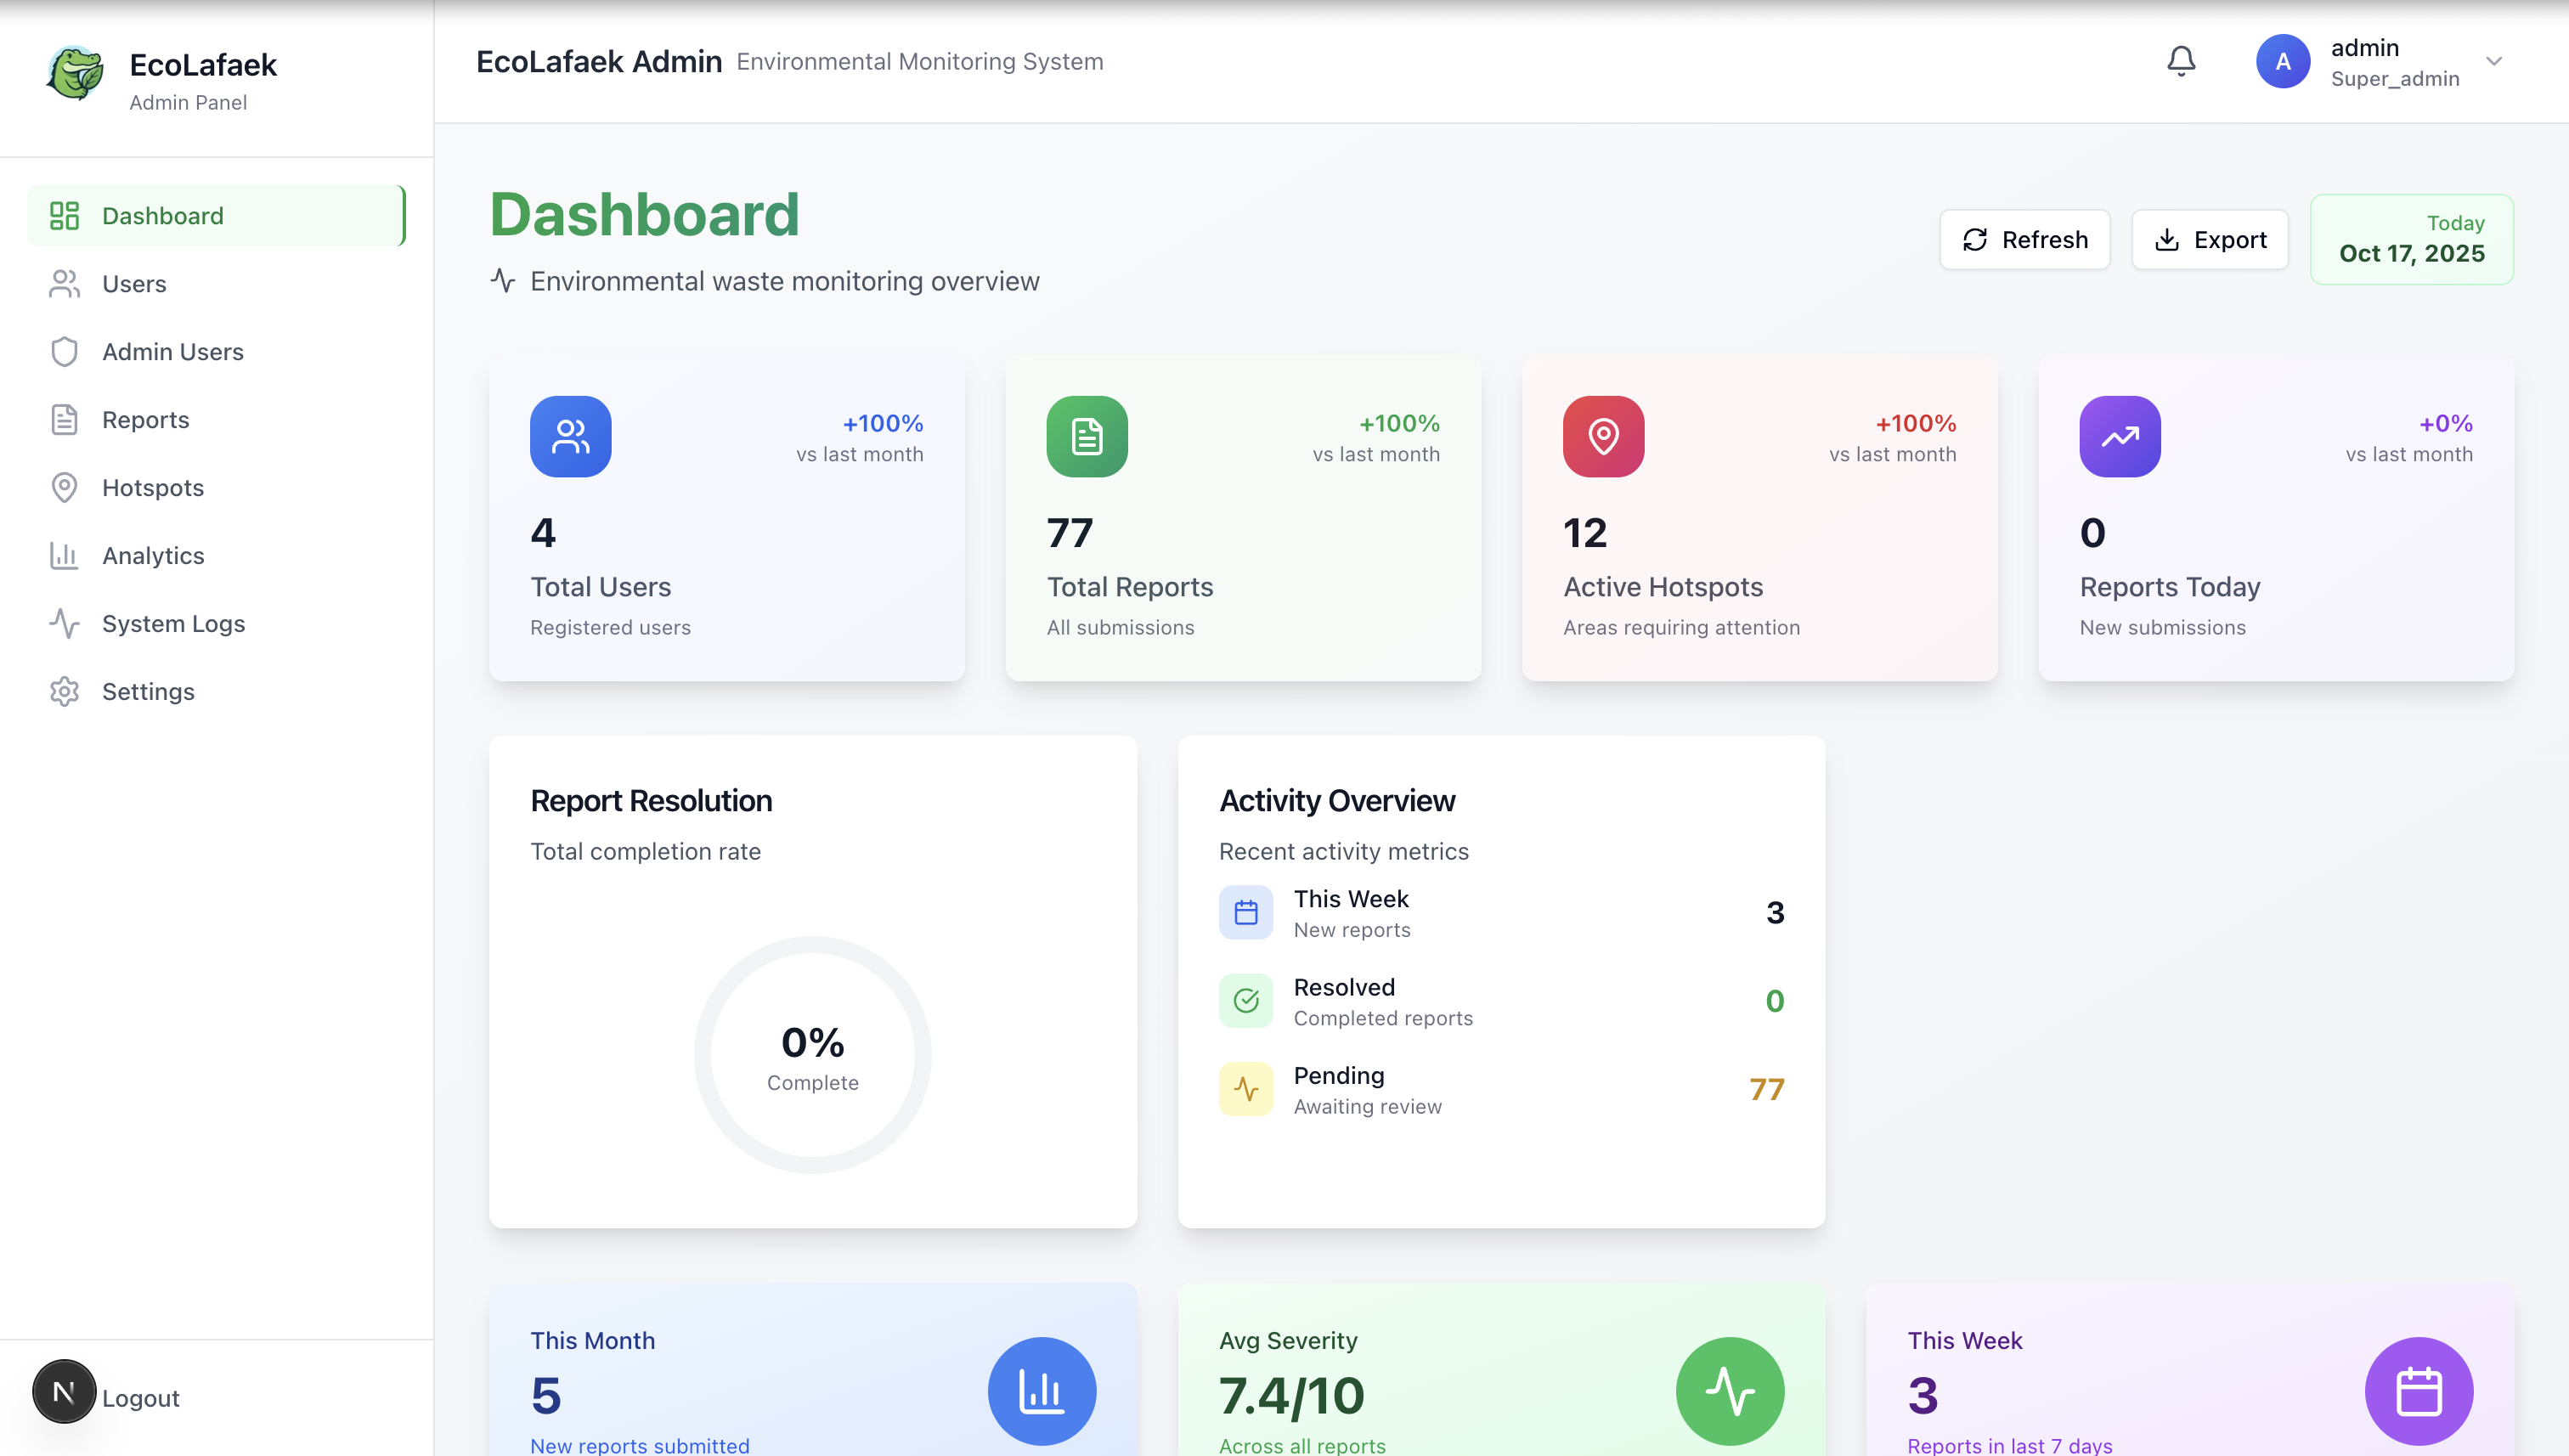 EcoLafaek
Admin Panel
Dashboard
Users
Admin Users
Reports
Hotspots
Analytics
System Logs
Settings
N
Logout
EcoLafaek Admin Environmental Monitoring System
A
admin
Super_admin
Dashboard
Environmental waste monitoring overview
Refresh
Export
Today
Oct 17, 2025
+100%
vs last month
4
Total Users
Registered users
+100%
vs last month
77
Total Reports
All submissions
+100%
vs last month
12
Active Hotspots
Areas requiring attention
+0%
vs last month
0
Reports Today
New submissions
Report Resolution
Total completion rate
0%
Complete
Activity Overview
Recent activity metrics
This Week
New reports
3
Resolved
Completed reports
0
Pending
Awaiting review
77
This Month
5
New reports submitted
Avg Severity
7.4/10
Across all reports
This Week
3
Reports in last 7 days